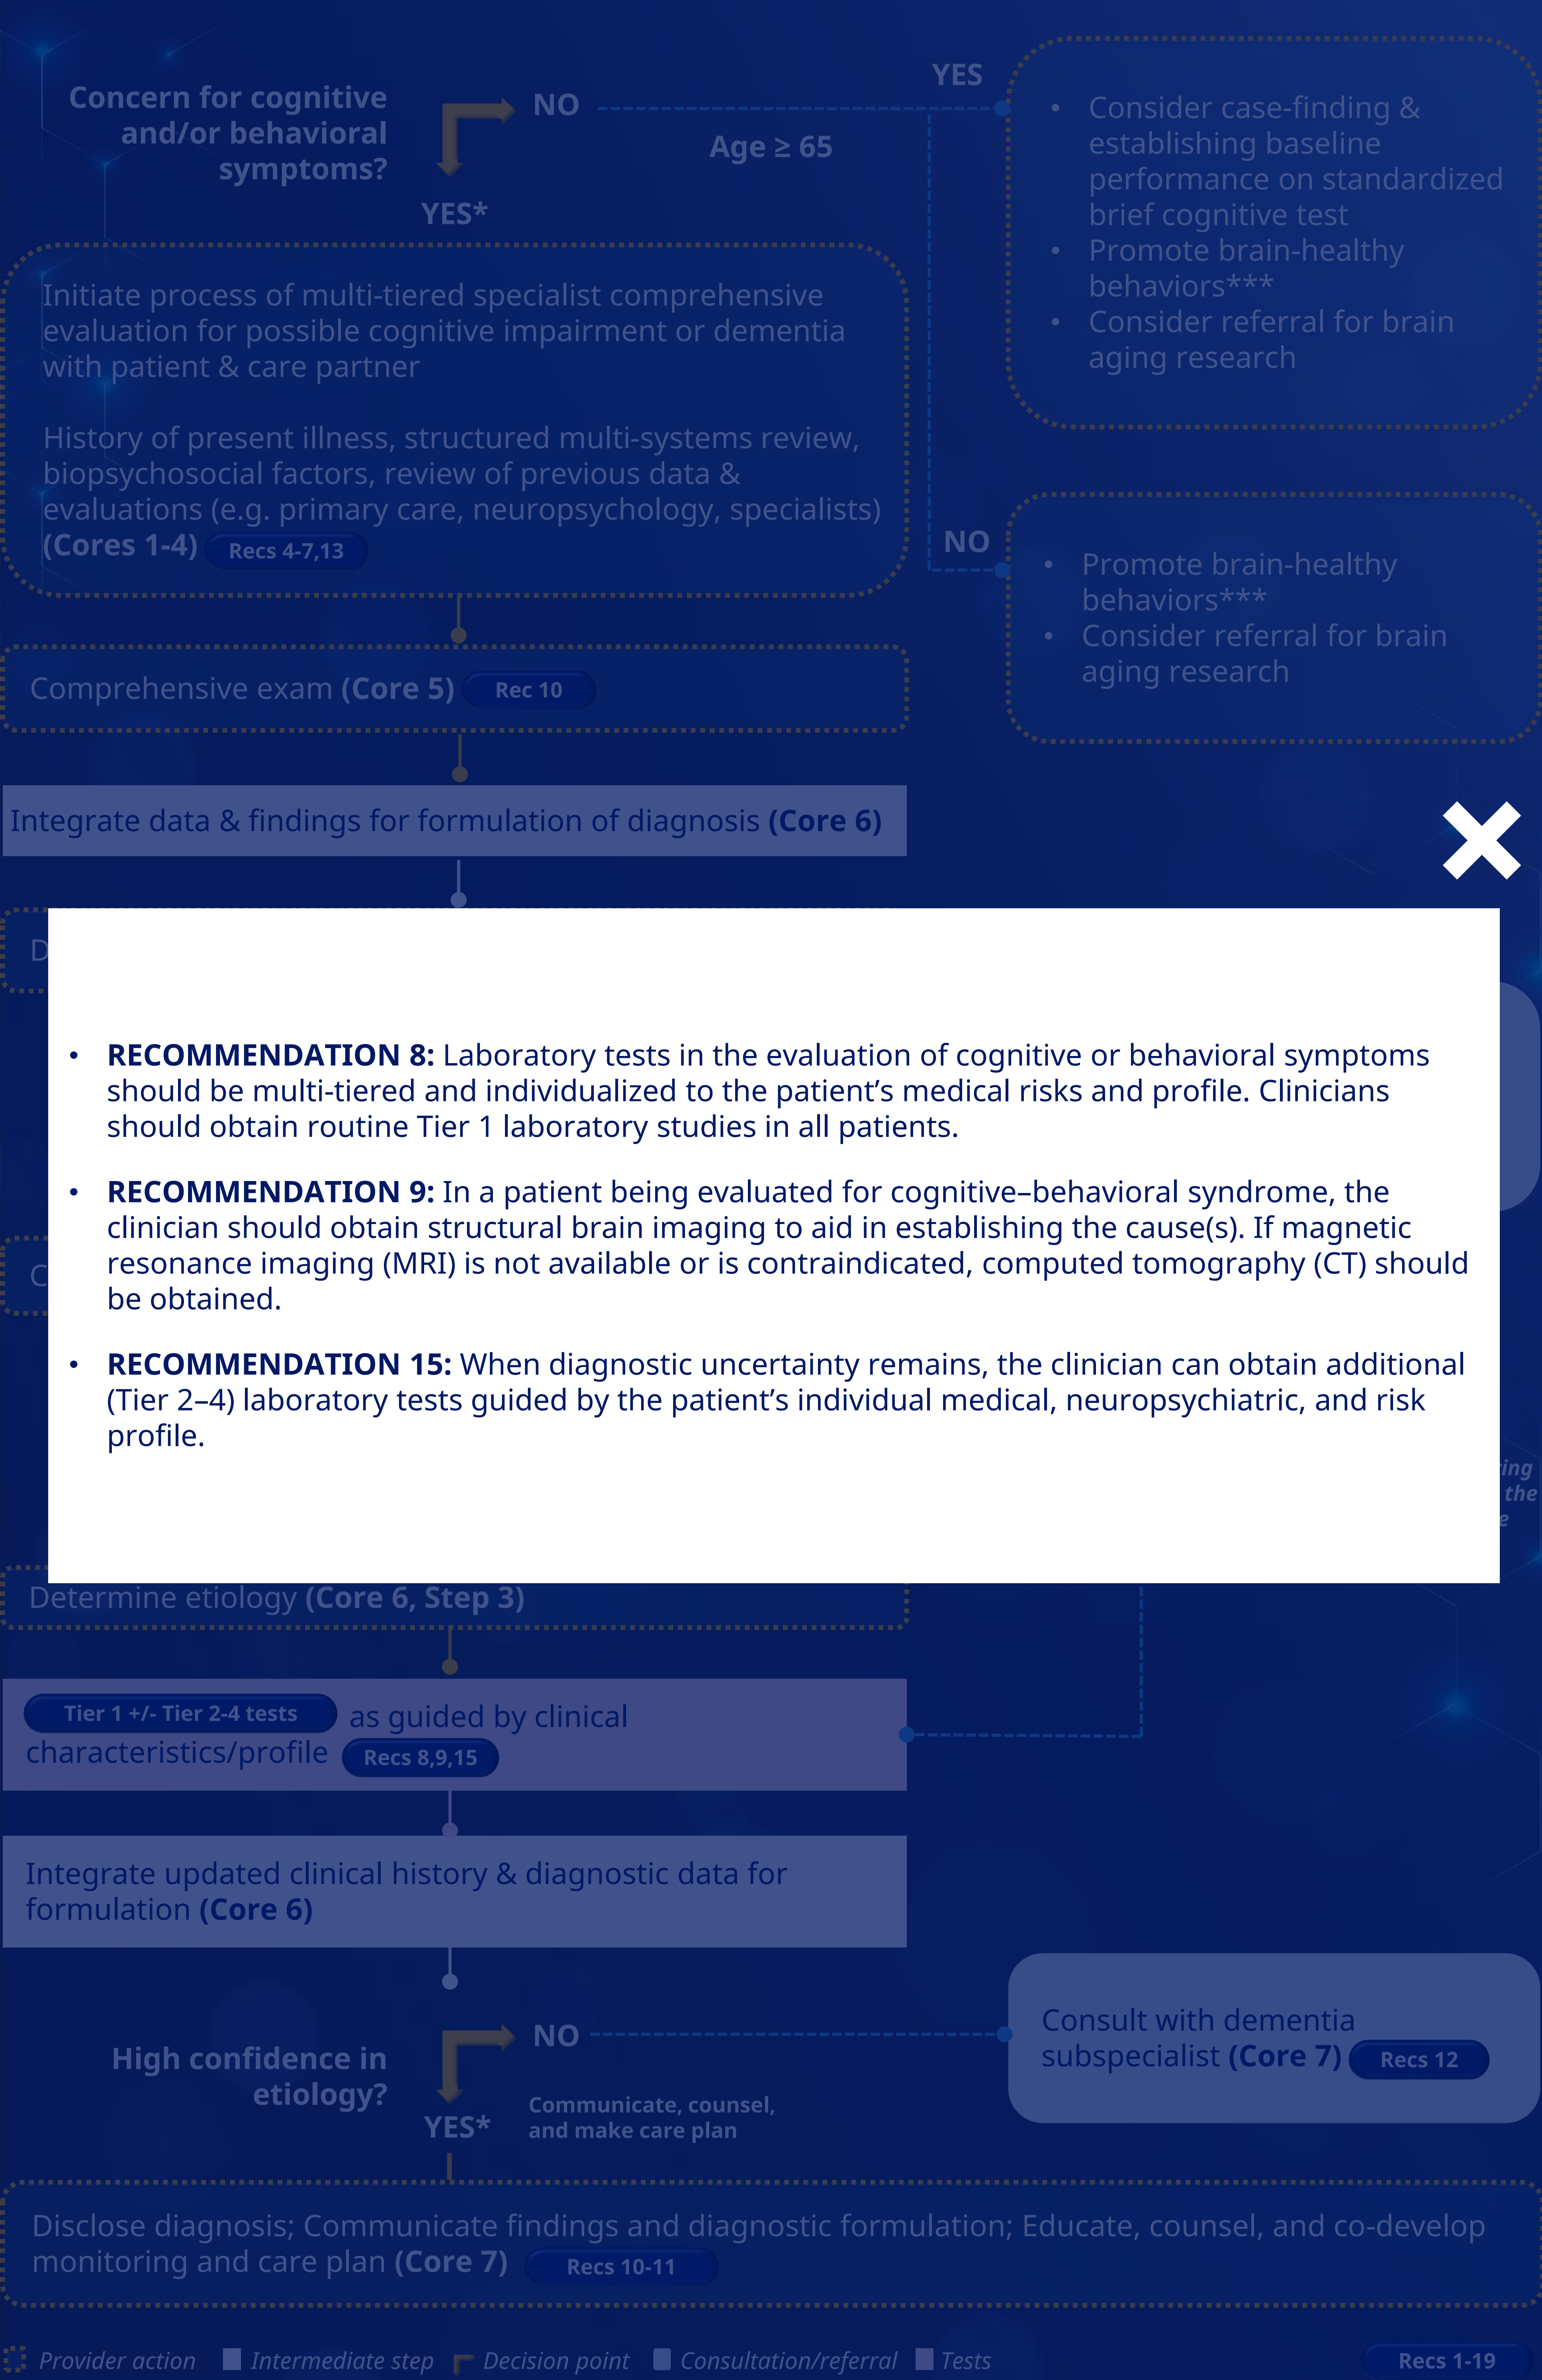 Concern for cognitive
and/or behavioral
symptoms?
NO
YES*
Age ≥ 65
YES
• Consider case-finding &
establishing baseline
performance on standardized
brief cognitive test
• Promote brain-healthy
behaviors***
• Consider referral for brain
aging research
Initiate process of multi-tiered specialist comprehensive
evaluation for possible cognitive impairment or dementia
with patient & care partner
History of present illness, structured multi-systems review,
biopsychosocial factors, review of previous data &
evaluations (e.g. primary care, neuropsychology, specialists)
(Cores 1-4) Recs 4-7,13
NO
• Promote brain-healthy
behaviors***
• Consider referral for brain
aging research
Comprehensive exam (Core 5) Rec 10
Integrate data & findings for formulation of diagnosis (Core 6)
D
C
• RECOMMENDATION 8: Laboratory tests in the evaluation of cognitive or behavioral symptoms
should be multi-tiered and individualized to the patient’s medical risks and profile. Clinicians
should obtain routine Tier 1 laboratory studies in all patients.
• RECOMMENDATION 9: In a patient being evaluated for cognitive–behavioral syndrome, the
clinician should obtain structural brain imaging to aid in establishing the cause(s). If magnetic
resonance imaging (MRI) is not available or is contraindicated, computed tomography (CT) should
be obtained.
• RECOMMENDATION 15: When diagnostic uncertainty remains, the clinician can obtain additional
(Tier 2–4) laboratory tests guided by the patient’s individual medical, neuropsychiatric, and risk
profile.
ing
the
e
Determine etiology (Core 6, Step 3)
Tier 1 +/- Tier 2-4 tests as guided by clinical
characteristics/profile Recs 8,9,15
Integrate updated clinical history & diagnostic data for
formulation (Core 6)
High confidence in
etiology?
NO
YES*
Communicate, counsel,
and make care plan
Consult with dementia
subspecialist (Core 7) Recs 12
Disclose diagnosis; Communicate findings and diagnostic formulation; Educate, counsel, and co-develop
monitoring and care plan (Core 7) Recs 10-11
Provider action Intermediate step Decision point Consultation/referral Tests Recs 1-19